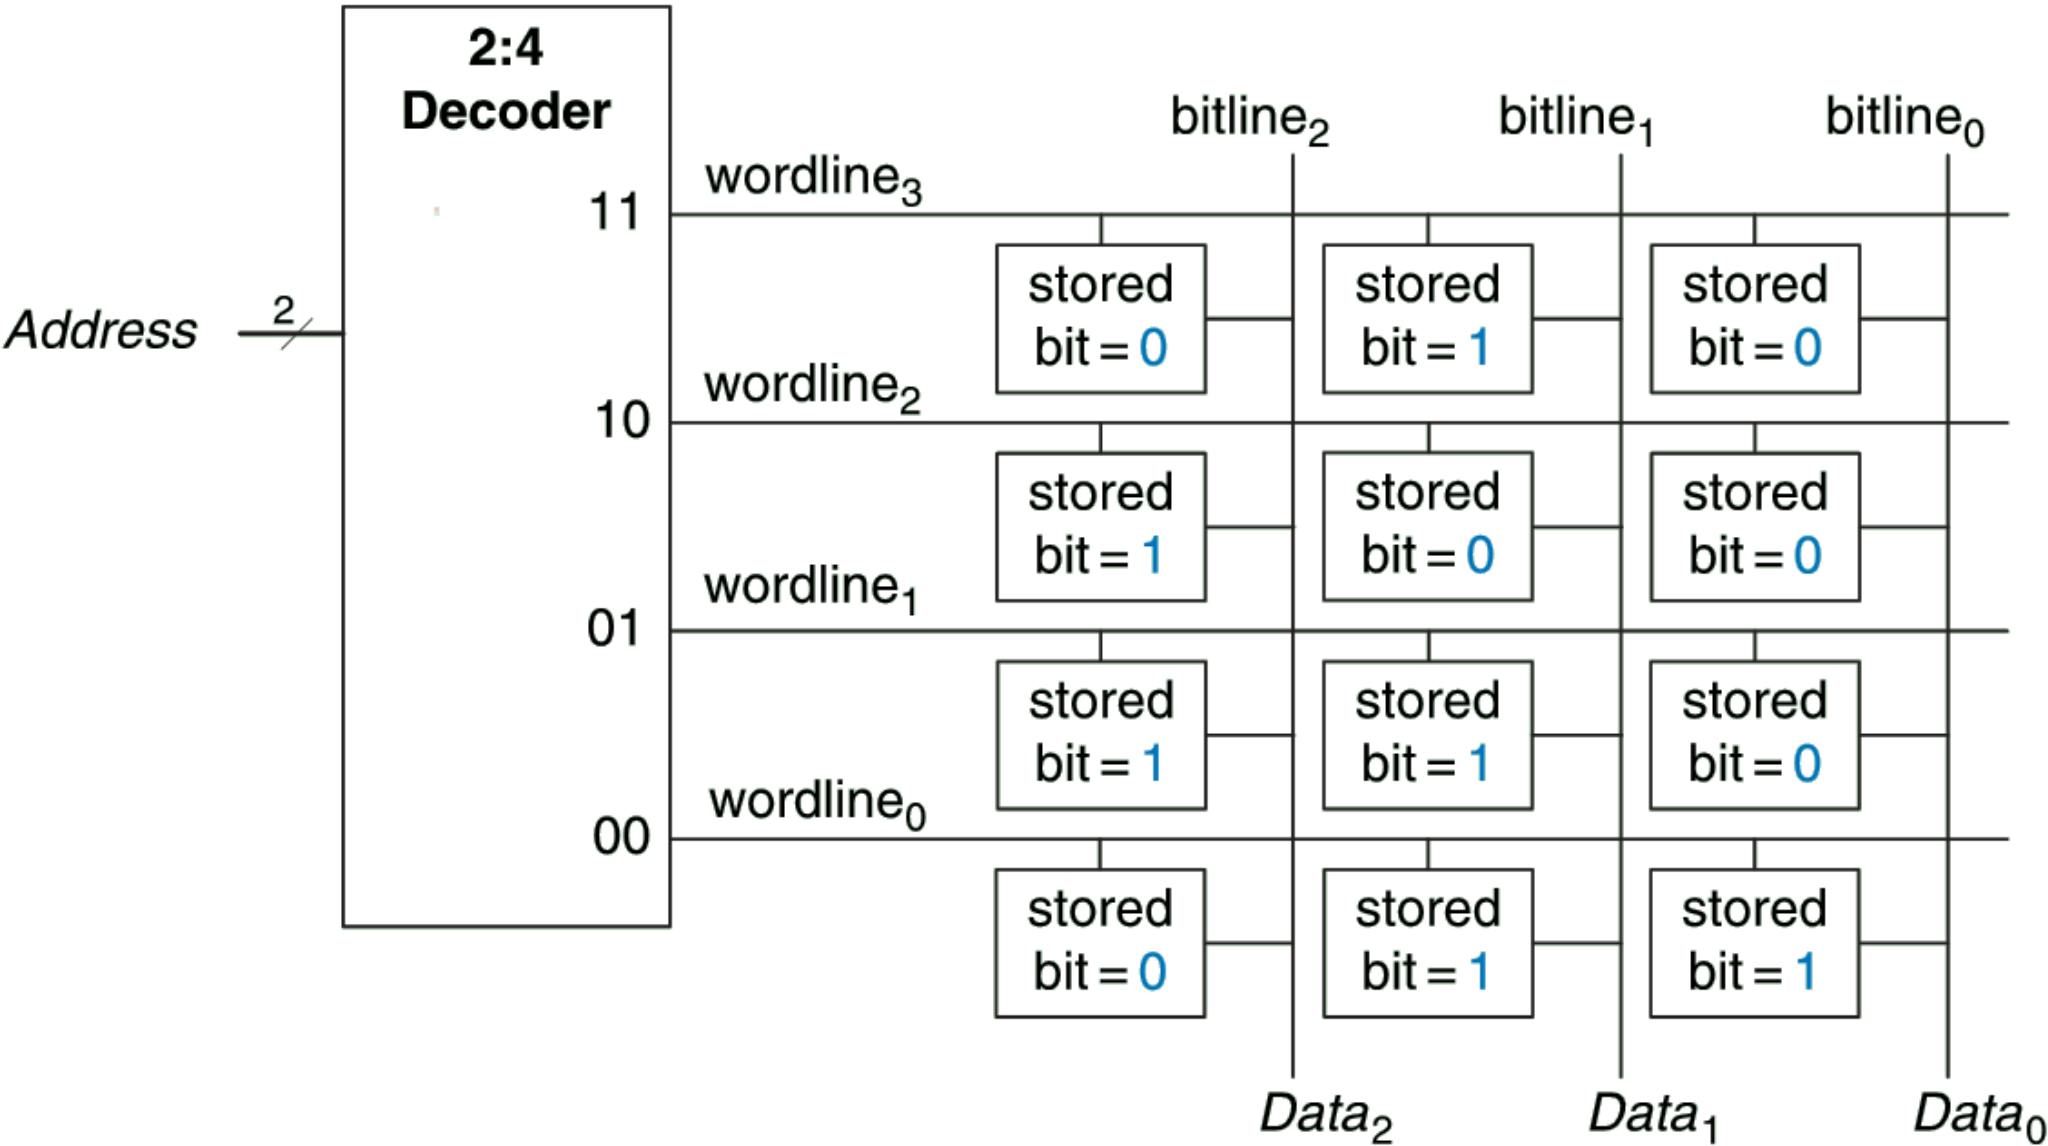 2:4
Decoder
bitline₂ bitline₁ bitline₀
wordline₃
11
stored stored stored
bit = 0 bit = 1 bit = 0
Address 2
wordline₂
10
stored stored stored
bit = 1 bit = 0 bit = 0
wordline₁
01
stored stored stored
bit = 1 bit = 1 bit = 0
wordline₀
00
stored stored stored
bit = 0 bit = 1 bit = 1
Data₂ Data₁ Data₀